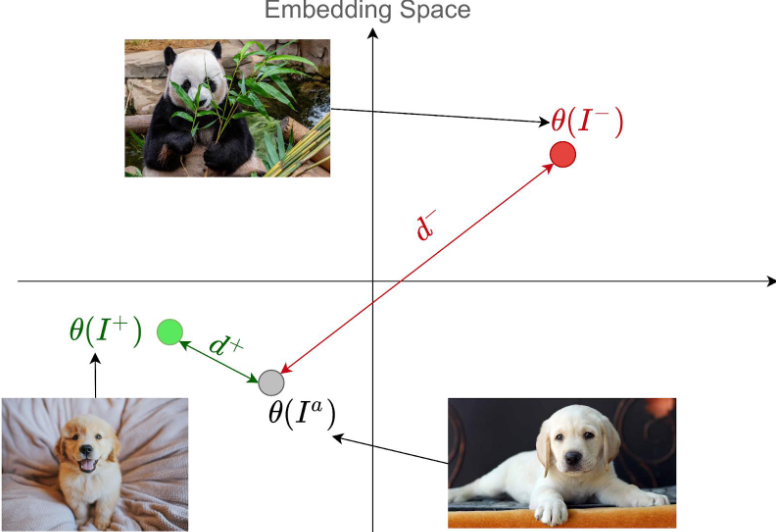 Embedding Space
θ(I⁻)
d⁻
θ(I⁺)
d⁺
θ(Iᵃ)